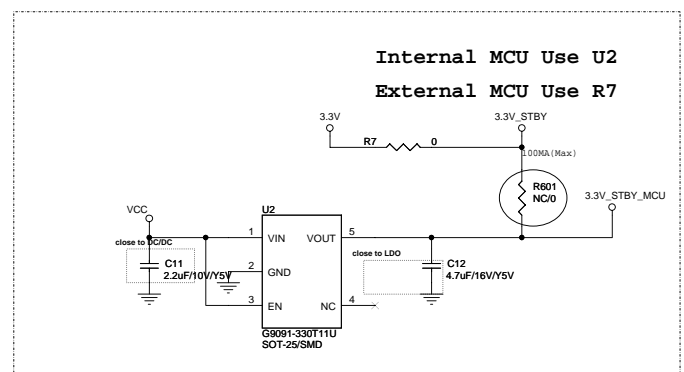 Internal MCU Use U2
External MCU Use R7
3.3V
3.3V_STBY
R7
0
100MA(Max)
R601
NC/0
3.3V_STBY_MCU
VCC
U2
close to DC/DC
1
VIN
VOUT
5
close to LDO
C11
2.2uF/10V/Y5V
2
GND
C12
4.7uF/16V/Y5V
3
EN
NC
4
G9091-330T11U
SOT-25/SMD